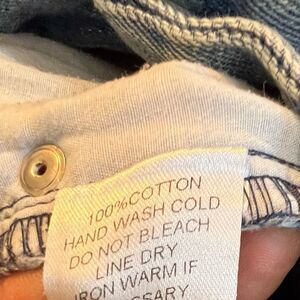 100%COTTON
HAND WASH COLD
DO NOT BLEACH
LINE DRY
IRON WARM IF